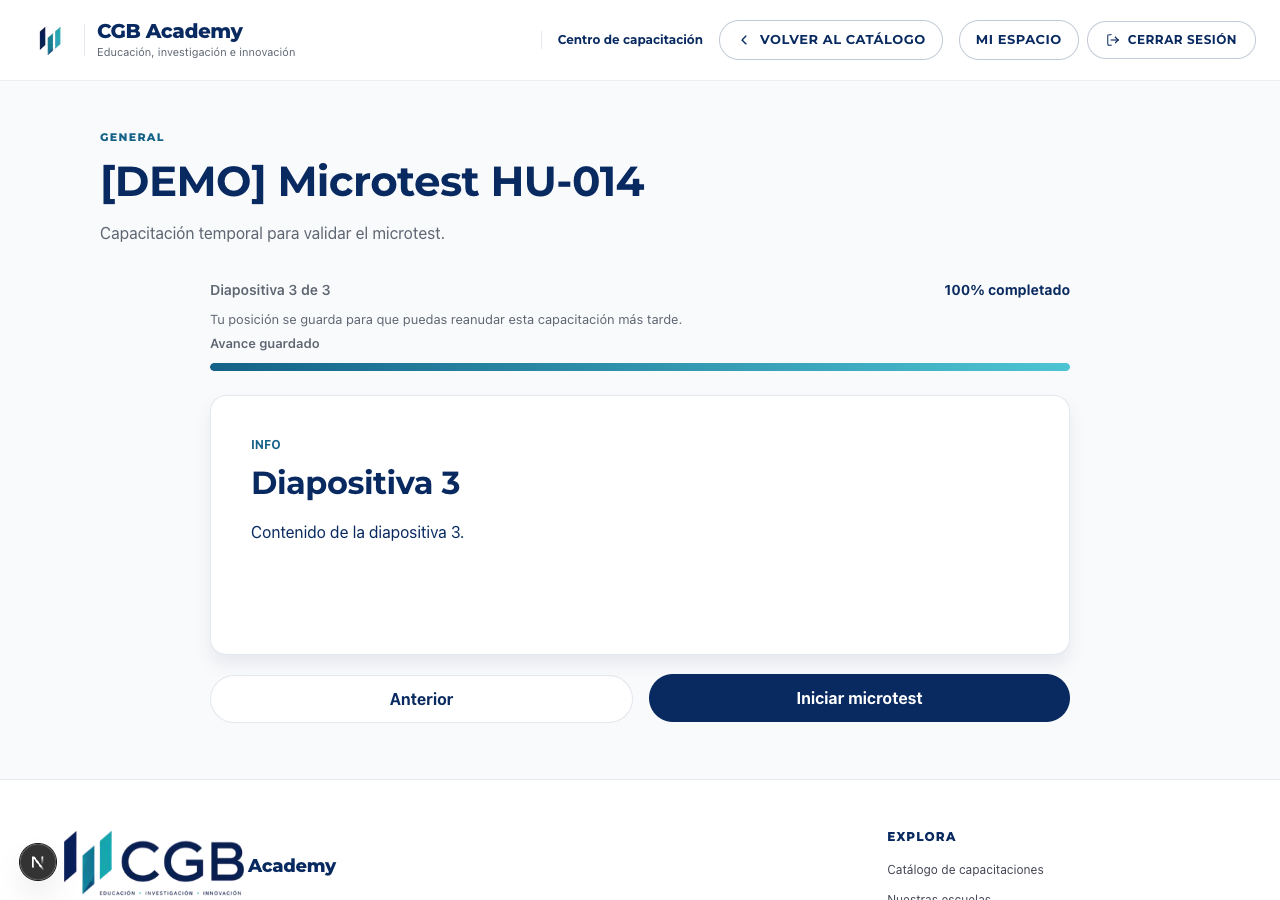 CGB Academy
Educación, investigación e innovación
Centro de capacitación
VOLVER AL CATÁLOGO
MI ESPACIO
CERRAR SESIÓN
GENERAL
[DEMO] Microtest HU-014
Capacitación temporal para validar el microtest.
Diapositiva 3 de 3
100% completado
Tu posición se guarda para que puedas reanudar esta capacitación más tarde.
Avance guardado
INFO
Diapositiva 3
Contenido de la diapositiva 3.
Anterior
Iniciar microtest
N
CGB Academy
EDUCACIÓN - INVESTIGACIÓN - INNOVACIÓN
EXPLORA
Catálogo de capacitaciones
Nuestras escuelas